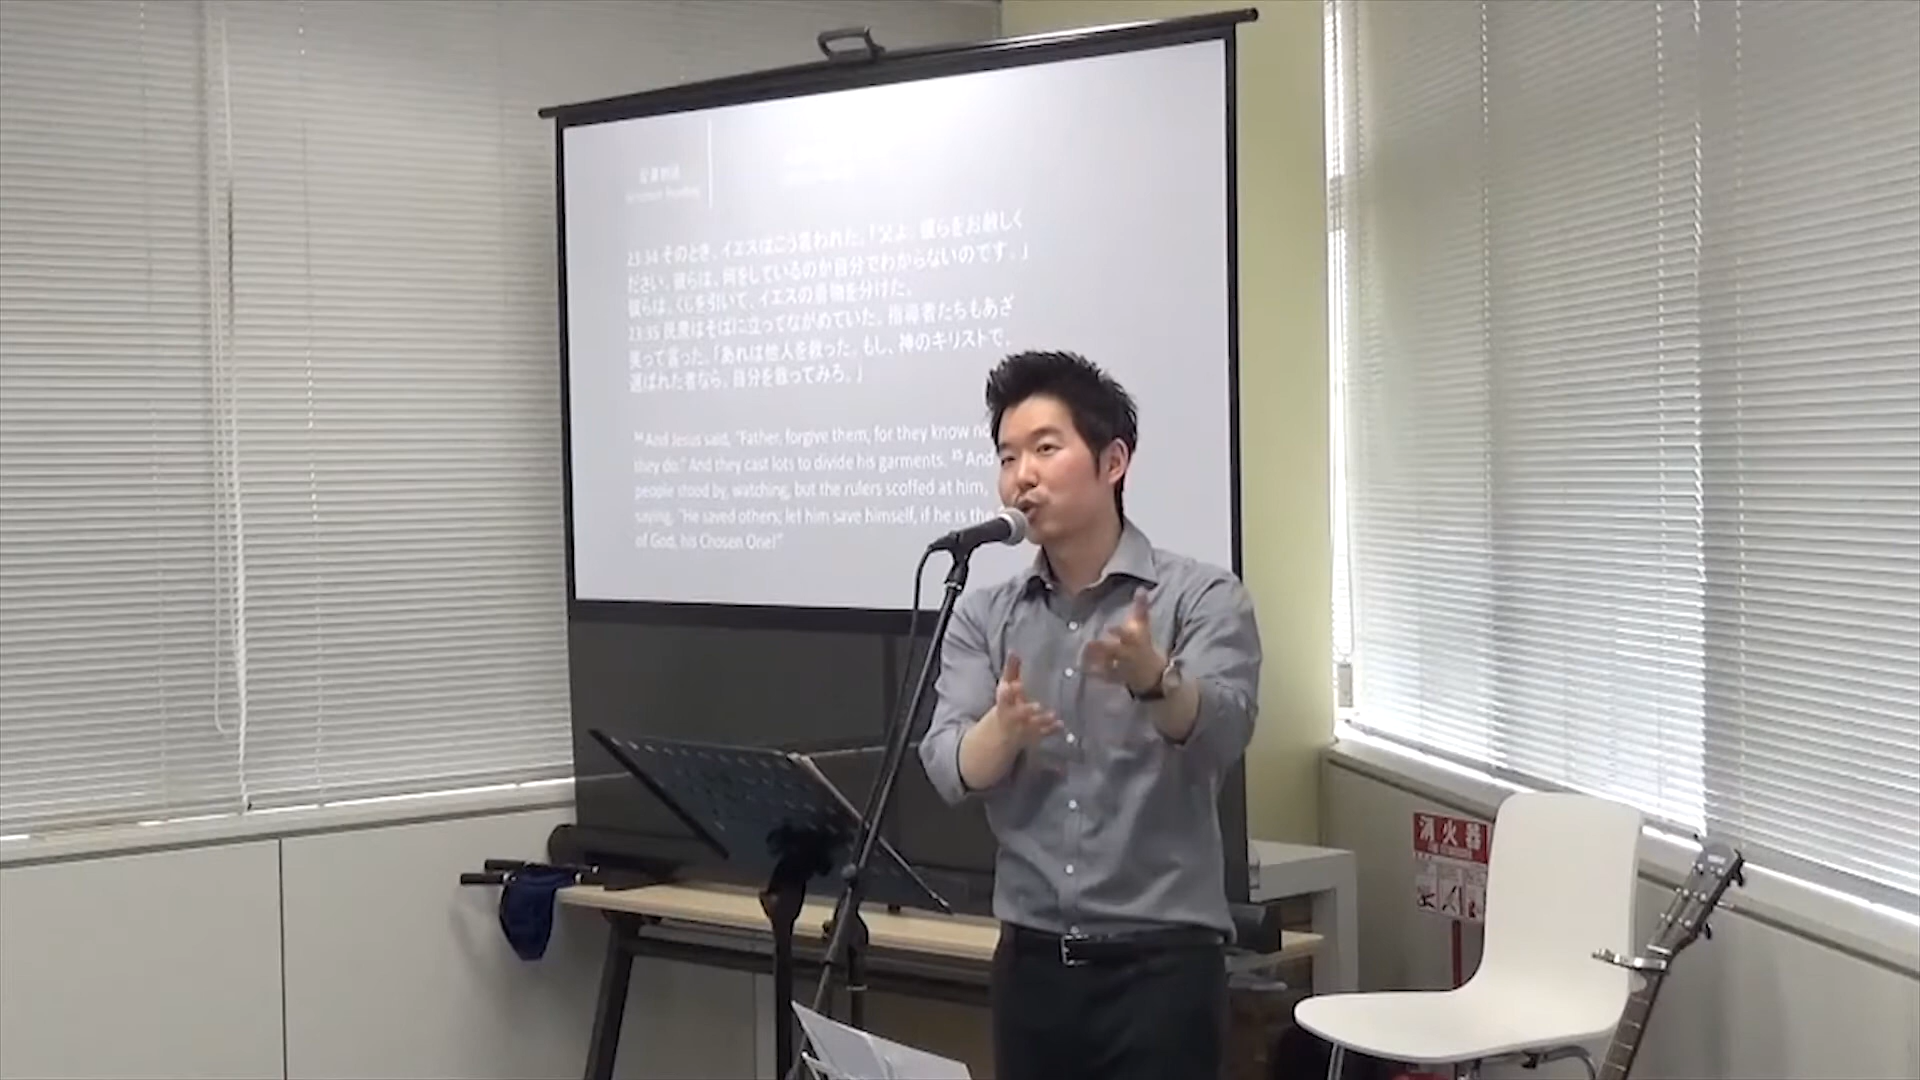 聖書朗読
Scripture Reading
23:34 そのとき、イエスはこう言われた。「父よ。彼らをお赦しく
ださい。彼らは、何をしているのか自分でわからないのです。」
彼らは、くじを引いて、イエスの着物を分けた。
23:35 民衆はそばに立ってながめていた。指導者たちもあざ
笑って言った。「あれは他人を救った。もし、神のキリストで、
選ばれた者なら、自分を救ってみろ。」
34 And Jesus said, "Father, forgive them, for they know
they do." And they cast lots to divide his garments. 35 And
people stood by, watching, but the rulers scoffed at him,
saying, "He saved others; let him save himself, if he is the
of God, his Chosen One!"
消火器